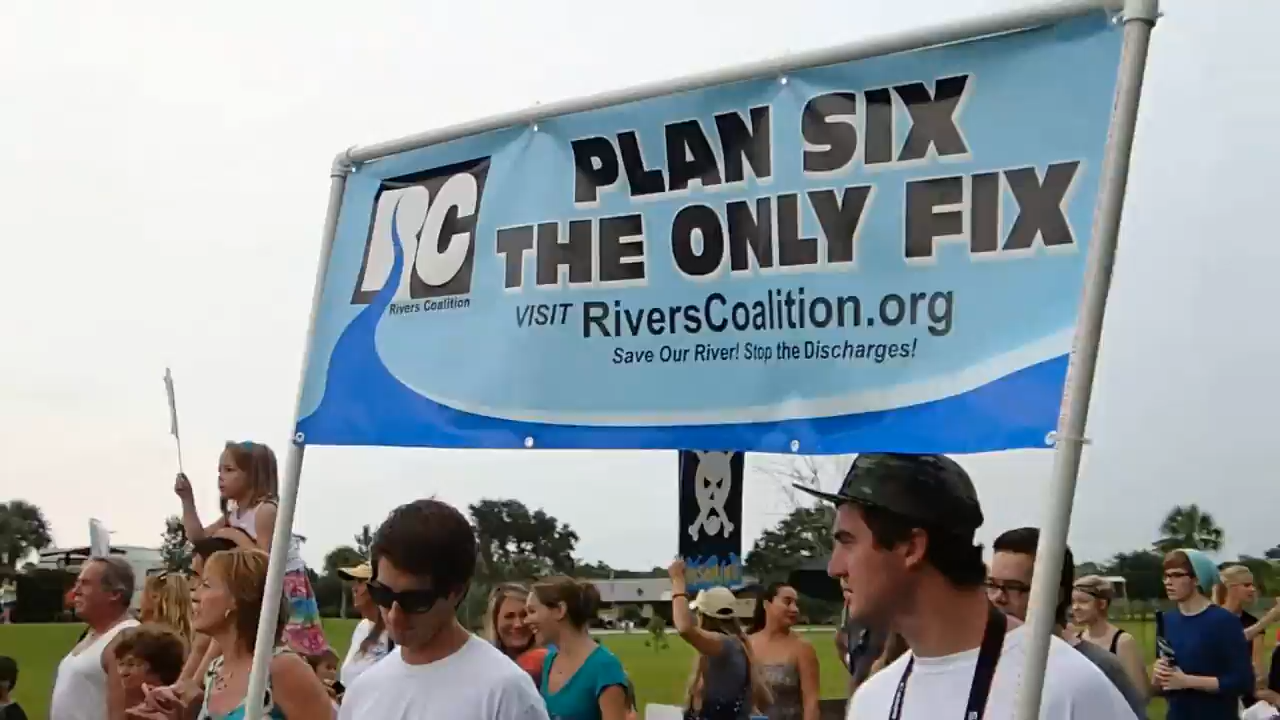 PLAN SIX
THE ONLY FIX
RC
Rivers Coalition
VISIT RiversCoalition.org
Save Our River! Stop the Discharges!